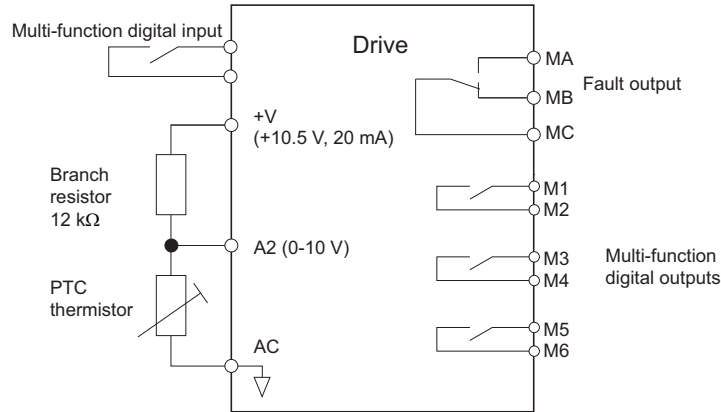 Multi-function digital input
Drive
MA
MB
Fault output
MC
+V
(+10.5 V, 20 mA)
Branch
resistor
12 kΩ
M1
M2
A2 (0-10 V)
M3
M4
Multi-function
digital outputs
PTC
thermistor
AC
M5
M6